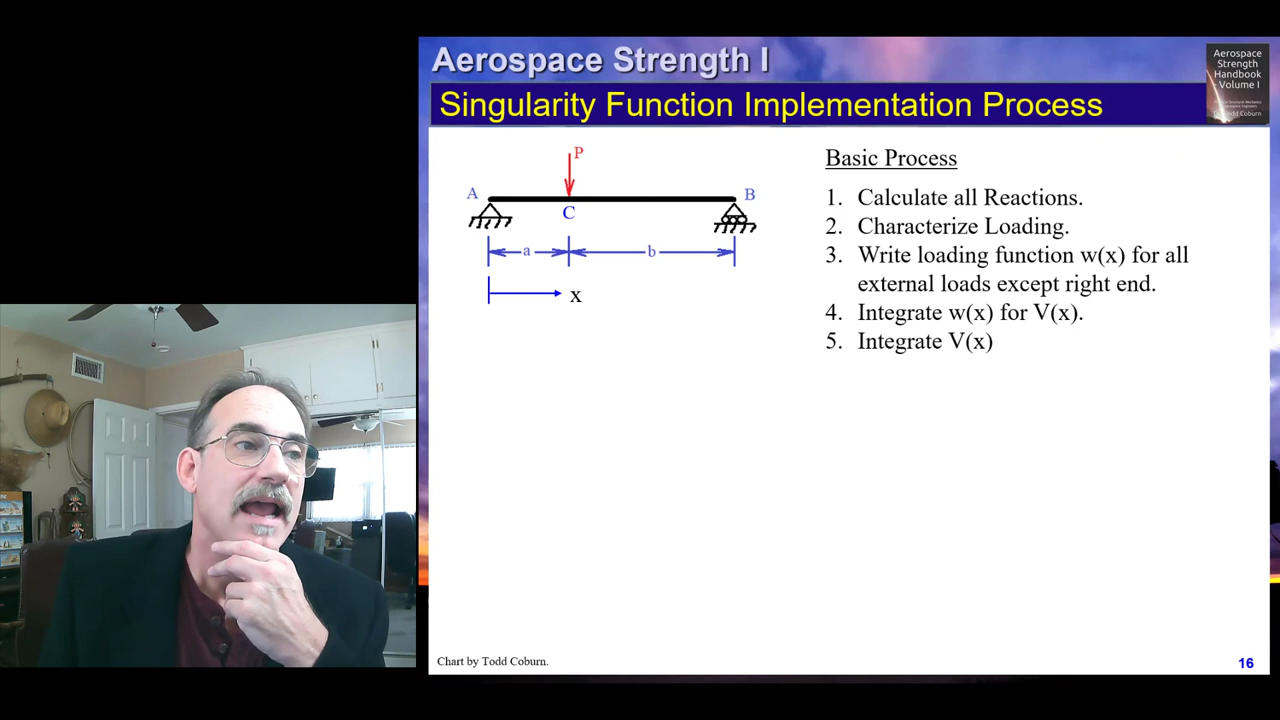 Aerospace Strength I
Aerospace
Strength
Handbook
Volume I
Singularity Function Implementation Process
P
A
B
C
a
b
x
Basic Process
1. Calculate all Reactions.
2. Characterize Loading.
3. Write loading function w(x) for all
external loads except right end.
4. Integrate w(x) for V(x).
5. Integrate V(x)
Chart by Todd Coburn.
16